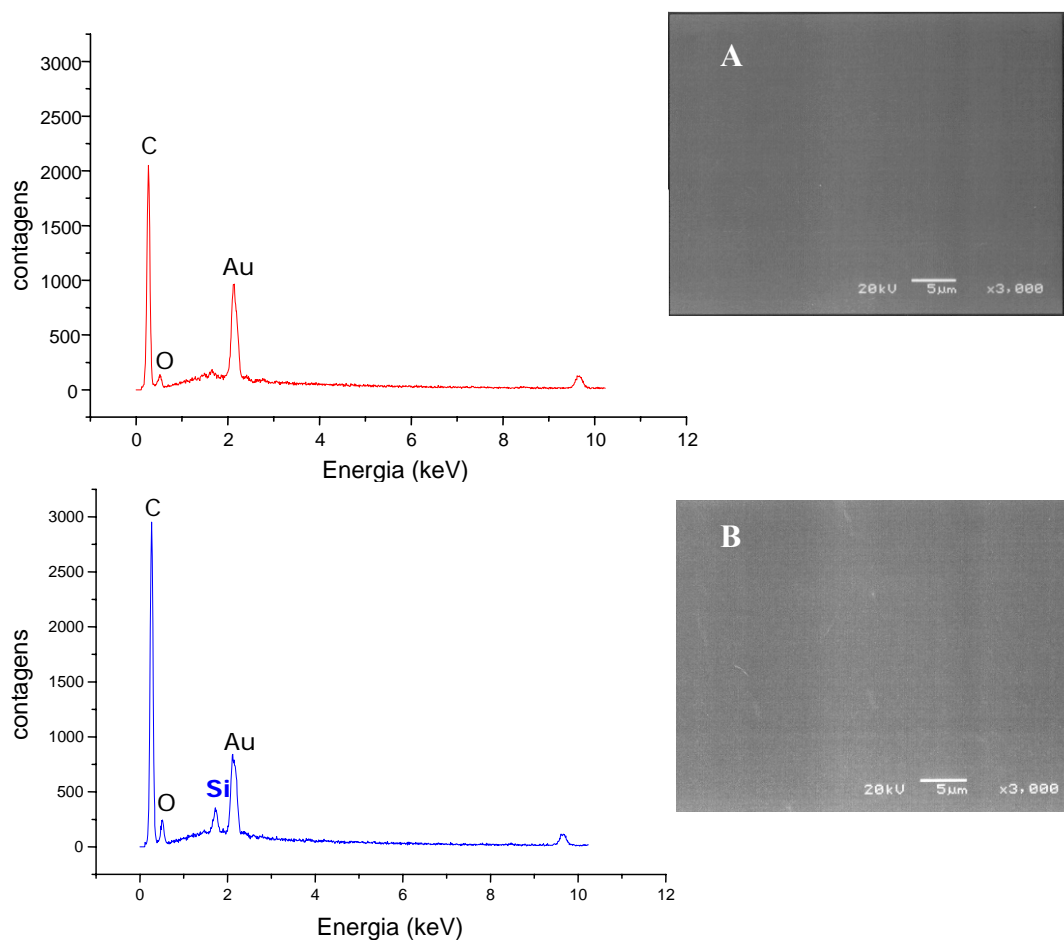 3000
2500
2000
1500
1000
500
0
contagens
C
O
Au
0 2 4 6 8 10 12
Energia (keV)
A
20kV 5µm x3,000
3000
2500
2000
1500
1000
500
0
contagens
C
O
Si
Au
0 2 4 6 8 10 12
Energia (keV)
B
20kV 5µm x3,000